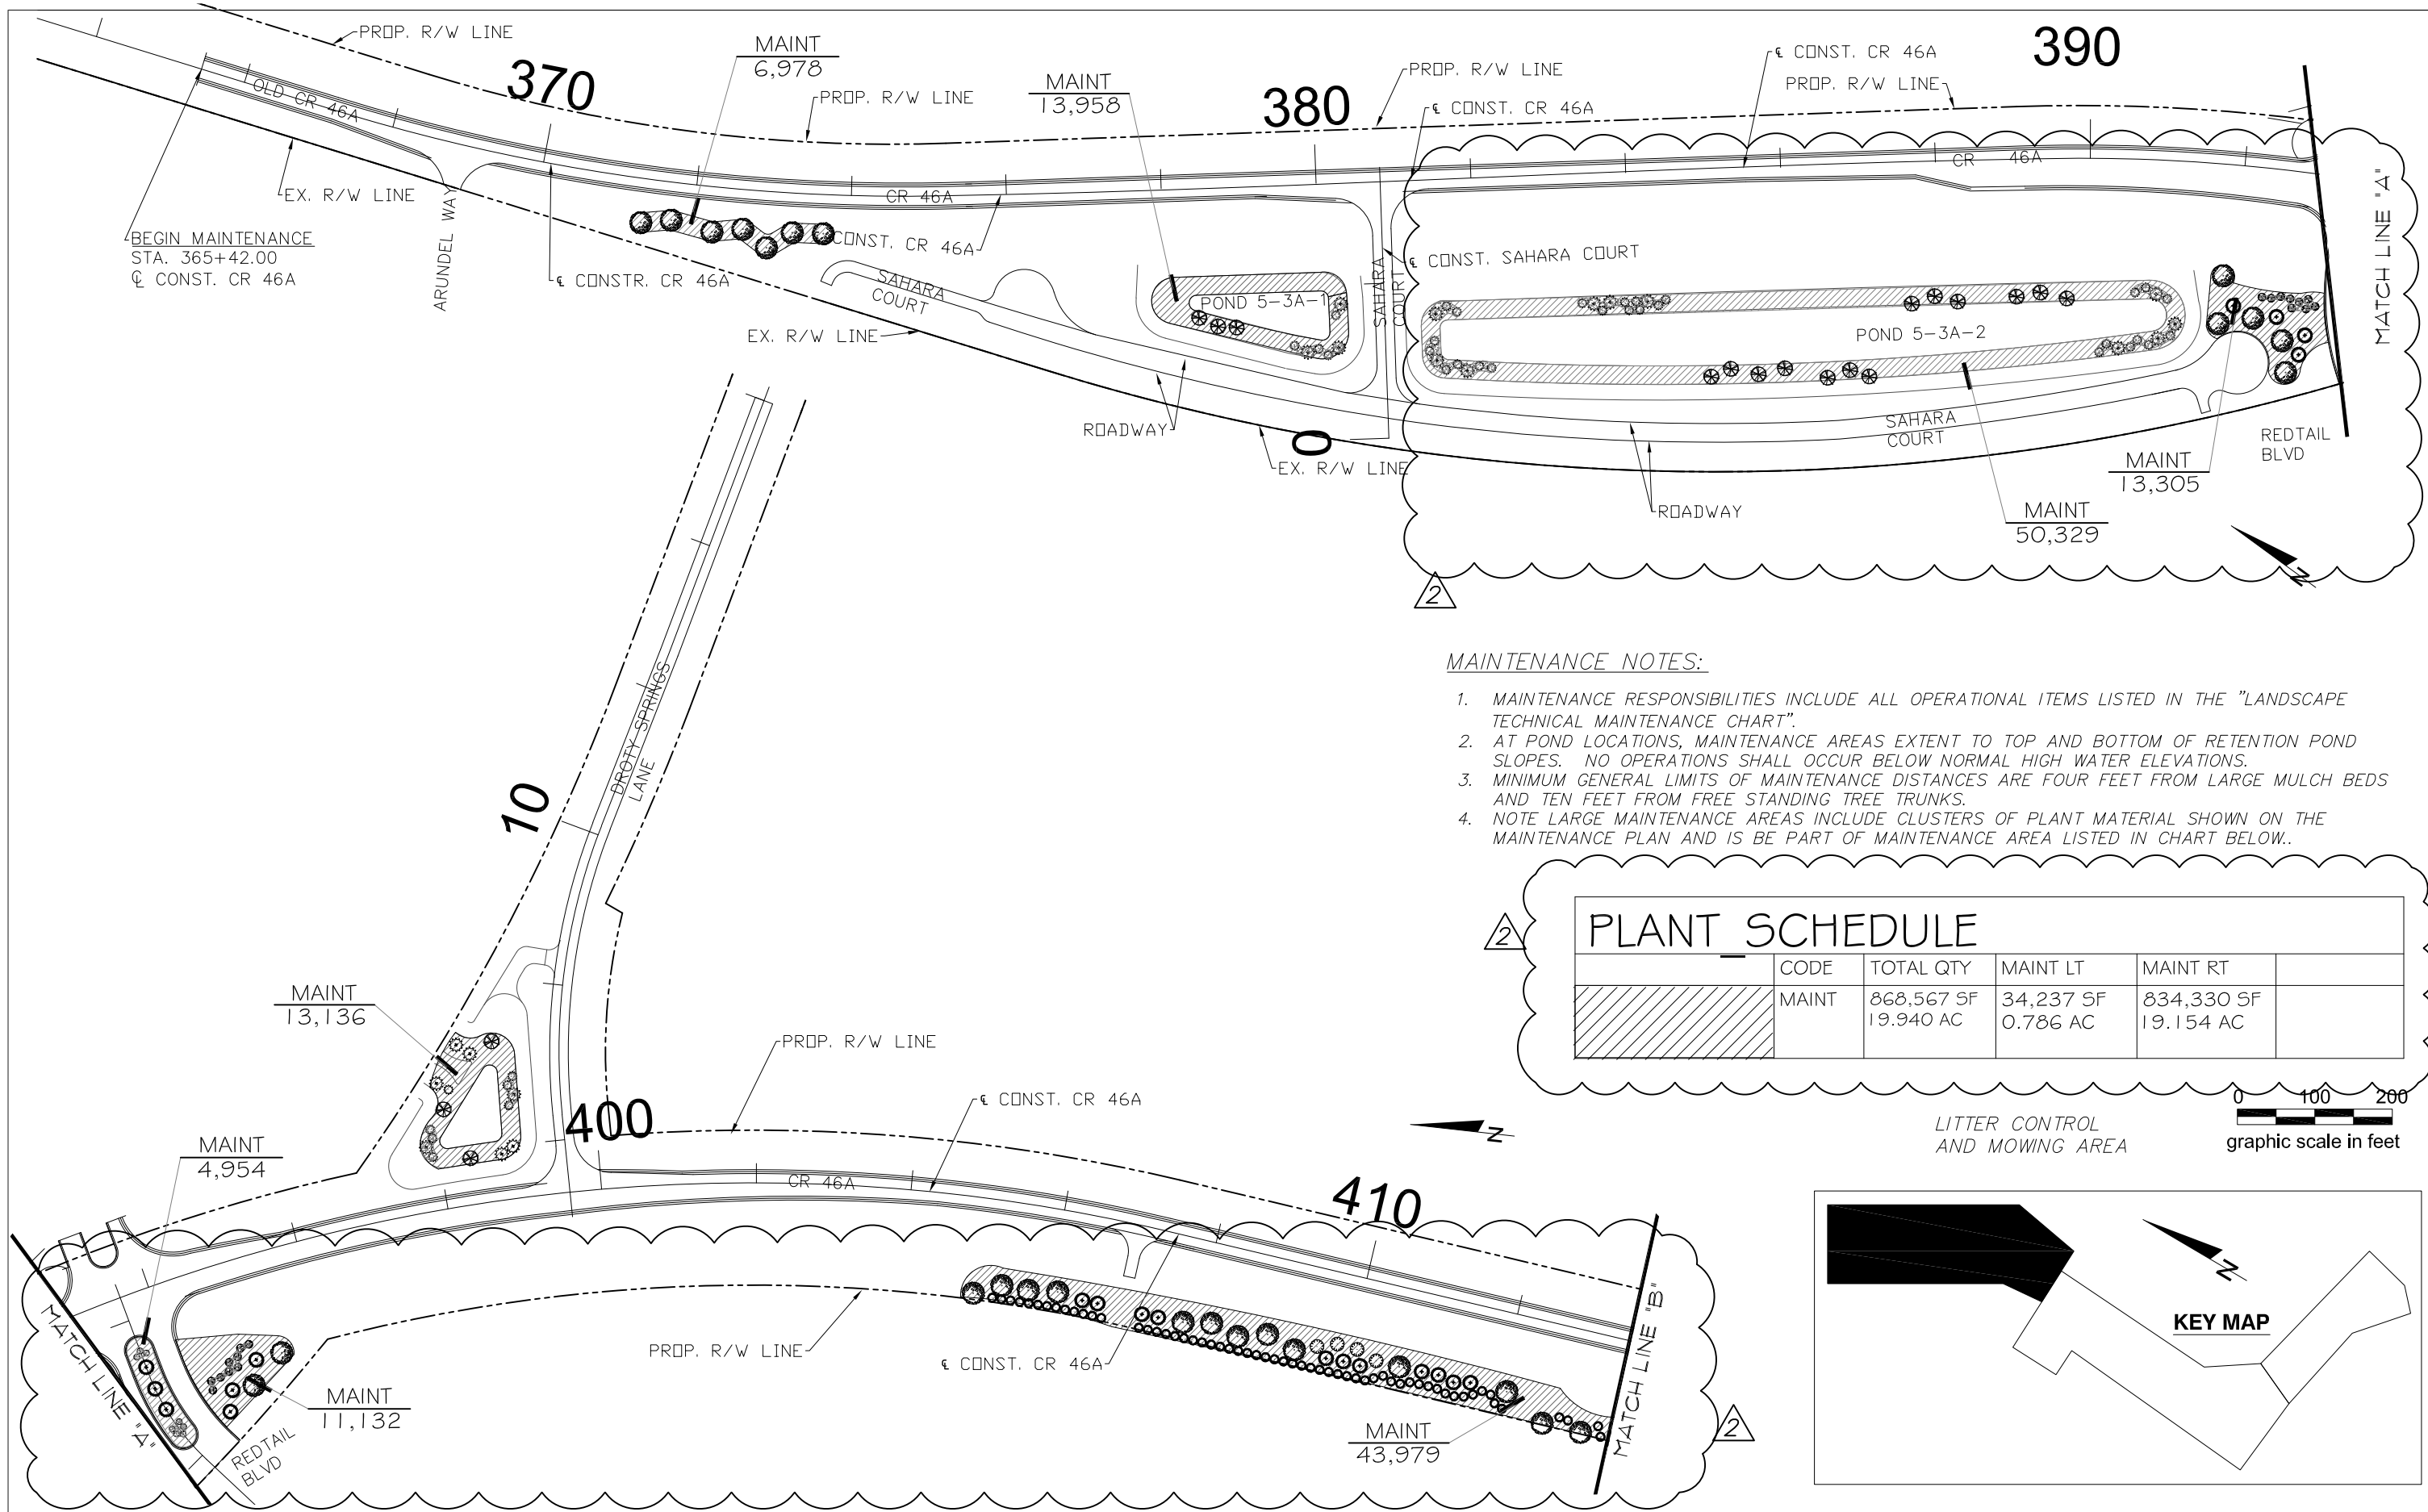 PROP. R/W LINE
370
MAINT
6,978
PROP. R/W LINE
MAINT
13,958
380
PROP. R/W LINE
℄ CONST. CR 46A
℄ CONST. CR 46A
PROP. R/W LINE
390
OLD CR 46A
EX. R/W LINE
ARUNDEL WAY
BEGIN MAINTENANCE
STA. 365+42.00
℄ CONST. CR 46A
℄ CONSTR. CR 46A
CR 46A
CONST. CR 46A
SAHARA
COURT
EX. R/W LINE
POND 5-3A-1
SAHARA
COURT
℄ CONST. SAHARA COURT
CR 46A
POND 5-3A-2
MATCH LINE "A"
ROADWAY
0
EX. R/W LINE
SAHARA
COURT
ROADWAY
REDTAIL
BLVD
MAINT
13,305
MAINT
50,329
N
2
MAINTENANCE NOTES:
1. MAINTENANCE RESPONSIBILITIES INCLUDE ALL OPERATIONAL ITEMS LISTED IN THE "LANDSCAPE
TECHNICAL MAINTENANCE CHART".
2. AT POND LOCATIONS, MAINTENANCE AREAS EXTENT TO TOP AND BOTTOM OF RETENTION POND
SLOPES. NO OPERATIONS SHALL OCCUR BELOW NORMAL HIGH WATER ELEVATIONS.
3. MINIMUM GENERAL LIMITS OF MAINTENANCE DISTANCES ARE FOUR FEET FROM LARGE MULCH BEDS
AND TEN FEET FROM FREE STANDING TREE TRUNKS.
4. NOTE LARGE MAINTENANCE AREAS INCLUDE CLUSTERS OF PLANT MATERIAL SHOWN ON THE
MAINTENANCE PLAN AND IS BE PART OF MAINTENANCE AREA LISTED IN CHART BELOW..
2
PLANT_SCHEDULE
CODE TOTAL QTY MAINT LT MAINT RT
MAINT 868,567 SF 34,237 SF 834,330 SF
19.940 AC 0.786 AC 19.154 AC
LITTER CONTROL
AND MOWING AREA
0 100 200
graphic scale in feet
N
KEY MAP
DROTY SPRINGS
LANE
10
MAINT
13,136
MAINT
4,954
400
PROP. R/W LINE
℄ CONST. CR 46A
N
CR 46A
410
MATCH LINE "A"
REDTAIL
BLVD
MAINT
11,132
PROP. R/W LINE
℄ CONST. CR 46A
MAINT
43,979
MATCH LINE "B"
2